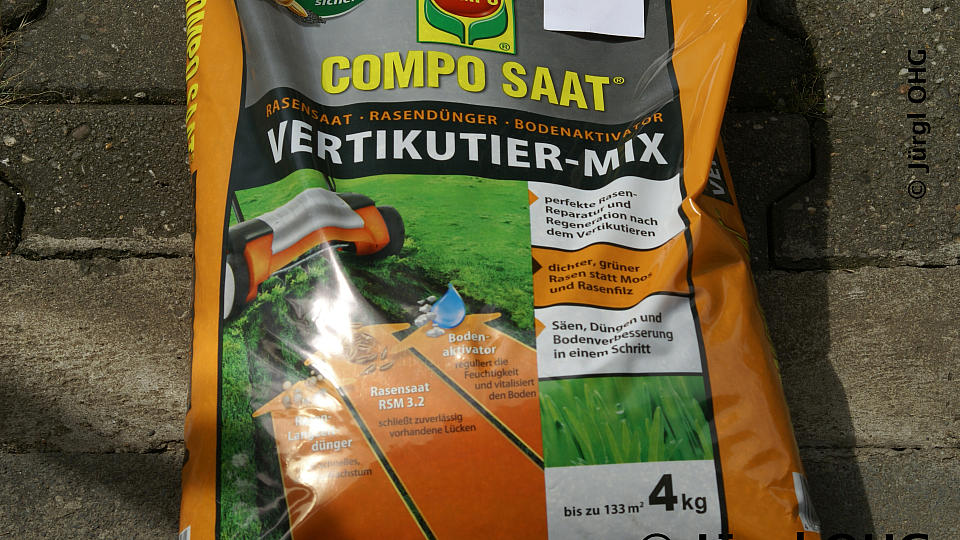 sicher
®
COMPO SAAT®
RASENSAAT · RASENDÜNGER · BODENAKTIVATOR
VERTIKUTIER-MIX
perfekte Rasen-
Reparatur und
Regeneration nach
dem Vertikutieren
dichter, grüner
Rasen statt Moos
und Rasenfilz
Säen, Düngen und
Bodenverbesserung
in einem Schritt
Boden-
aktivator
reguliert die
Feuchtigkeit
und vitalisiert
den Boden
Rasensaat
RSM 3.2
schließt zuverlässig
vorhandene Lücken
dünger
bis zu 133 m² 4 kg
© Jürgl OHG